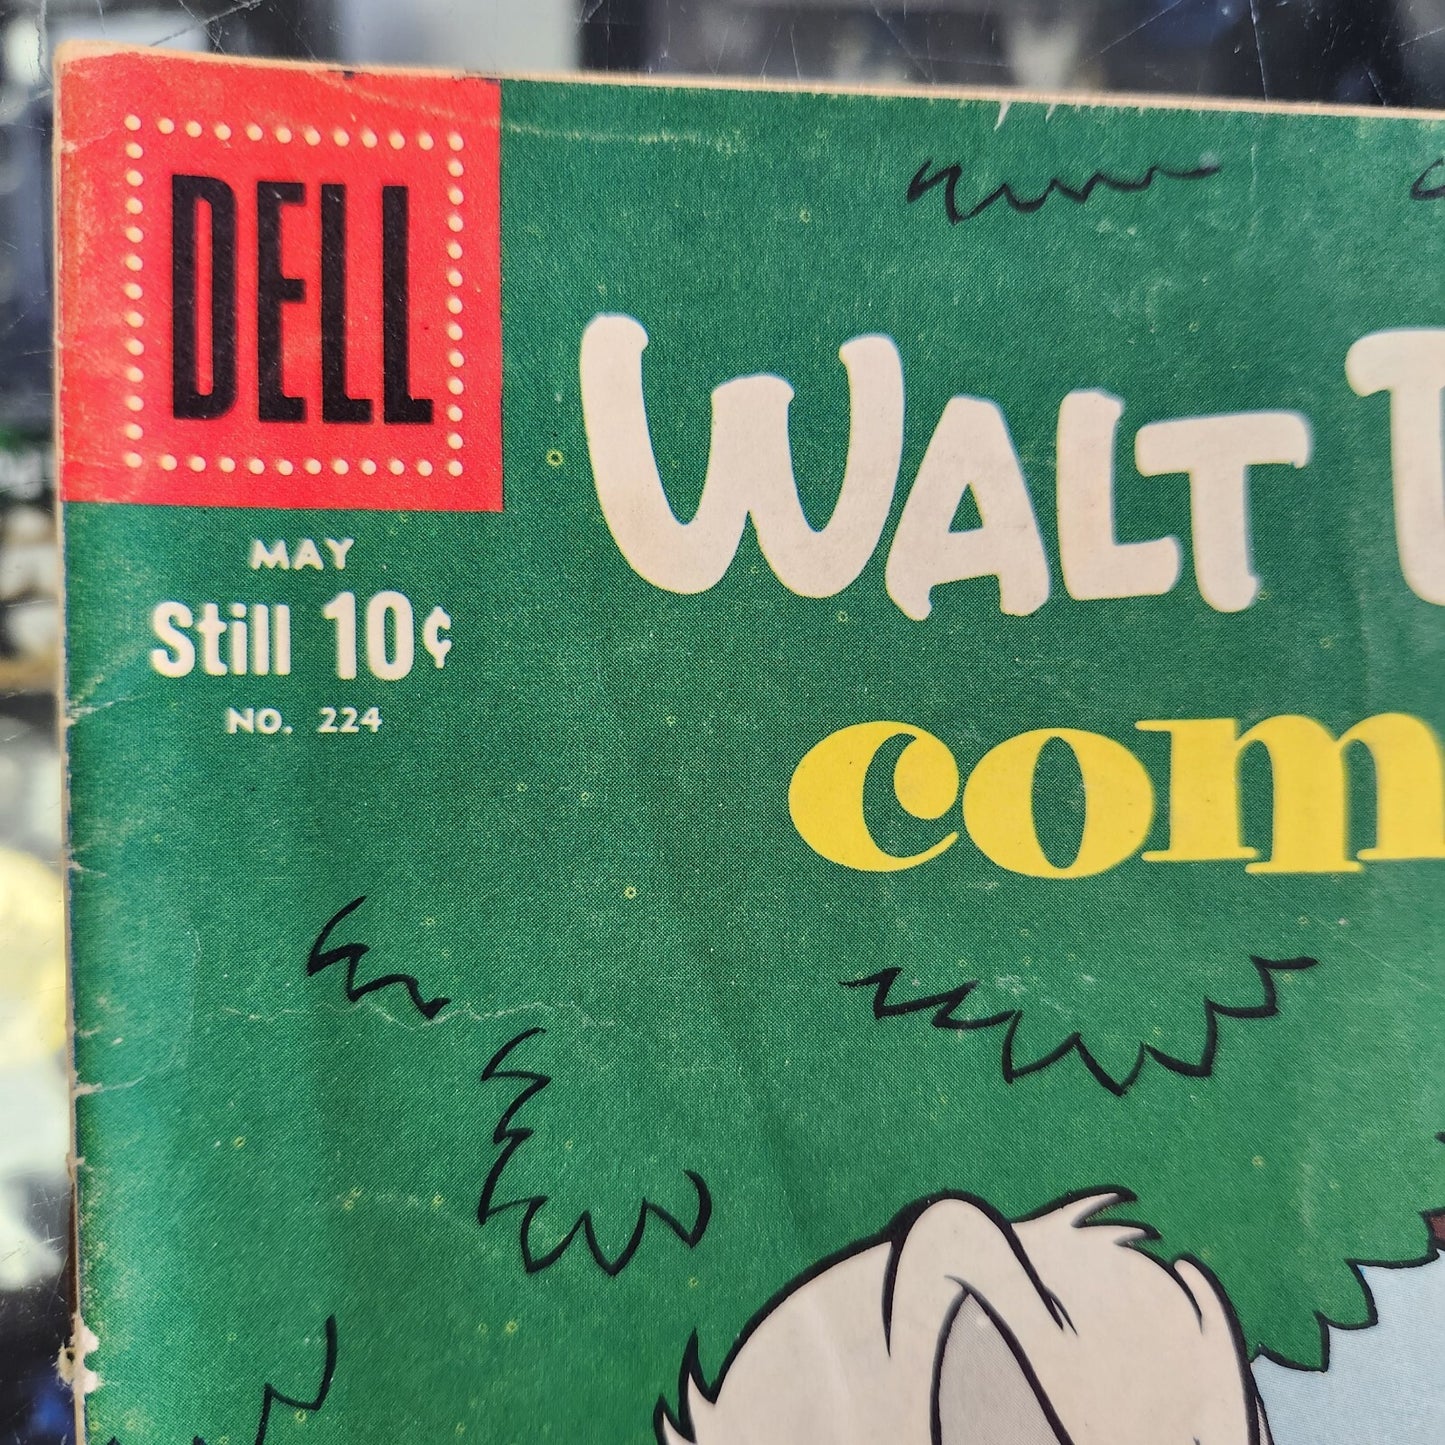 DELL
MAY
Still 10¢
NO. 224
WALT
com